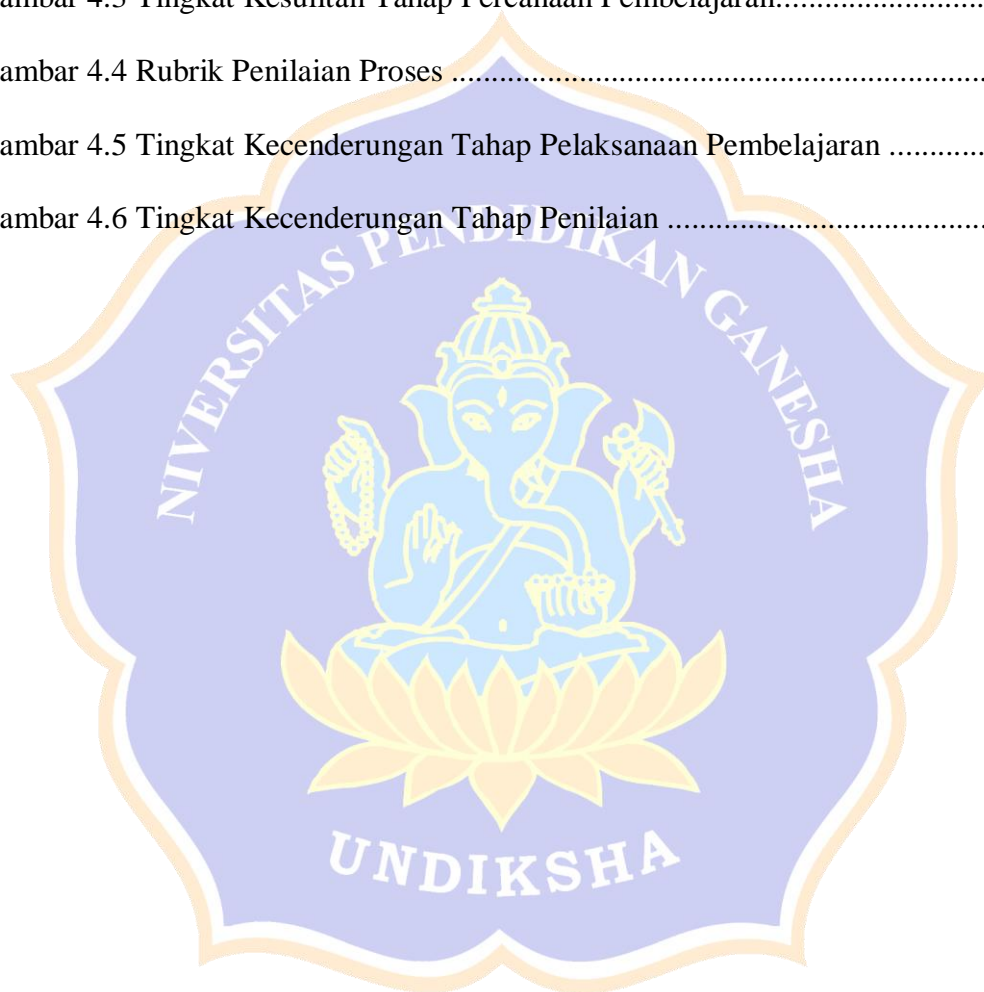 ambar 4.3 Tingkat Kesulitan Tahap Percanaan Pembelajaran..........................
ambar 4.4 Rubrik Penilaian Proses ..................................................................
ambar 4.5 Tingkat Kecenderungan Tahap Pelaksanaan Pembelajaran ............
ambar 4.6 Tingkat Kecenderungan Tahap Penilaian .......................................
NIVERSITAS PENDIDIKAN GANESHA
UNDIKSHA